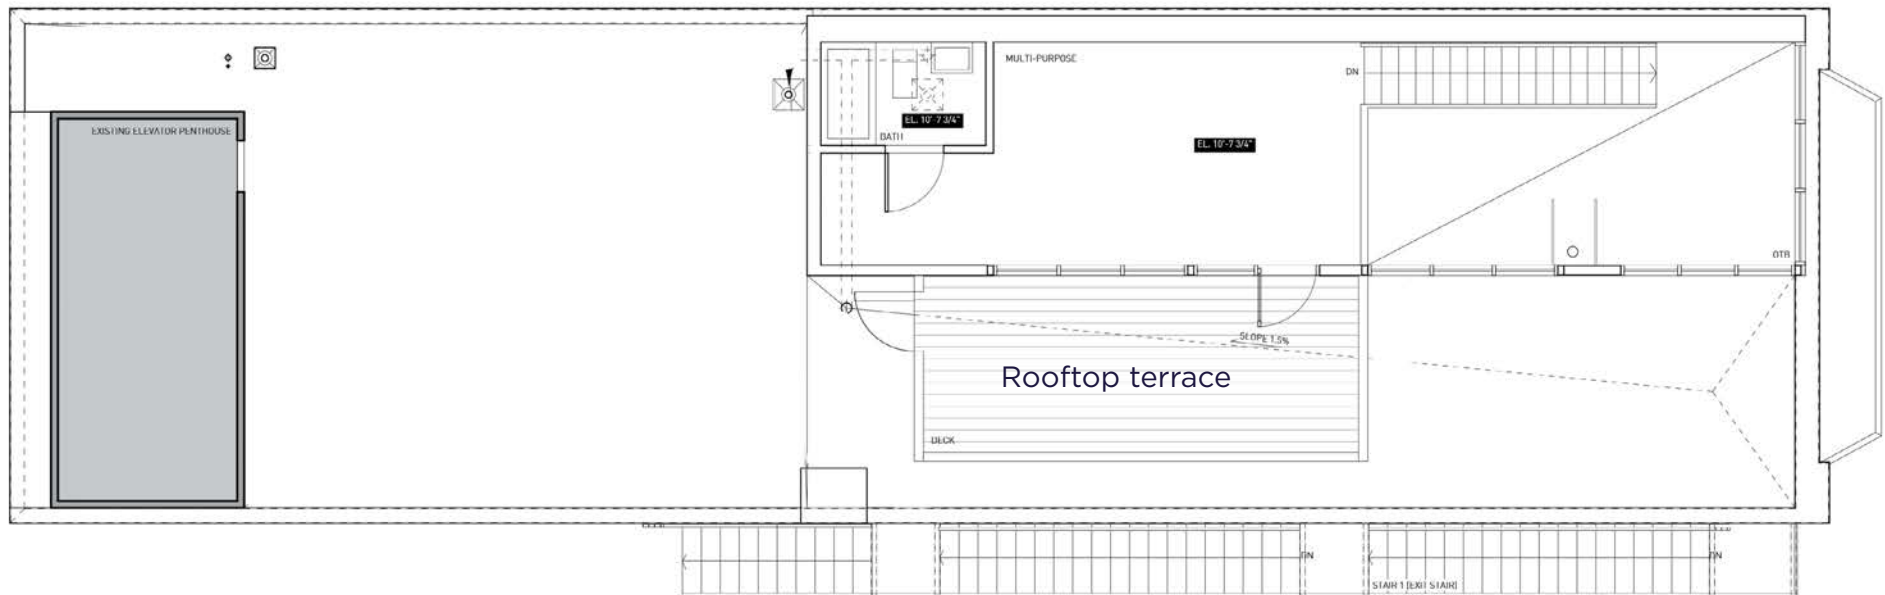 MULTI-PURPOSE
DN
EL. 10'-7 3/4"
BATH
EL. 10'-7 3/4"
EXISTING ELEVATOR PENTHOUSE
OTB
SLOPE 1.5%
Rooftop terrace
DECK
DN
DN
STAIR 1 [EXIT STAIR]